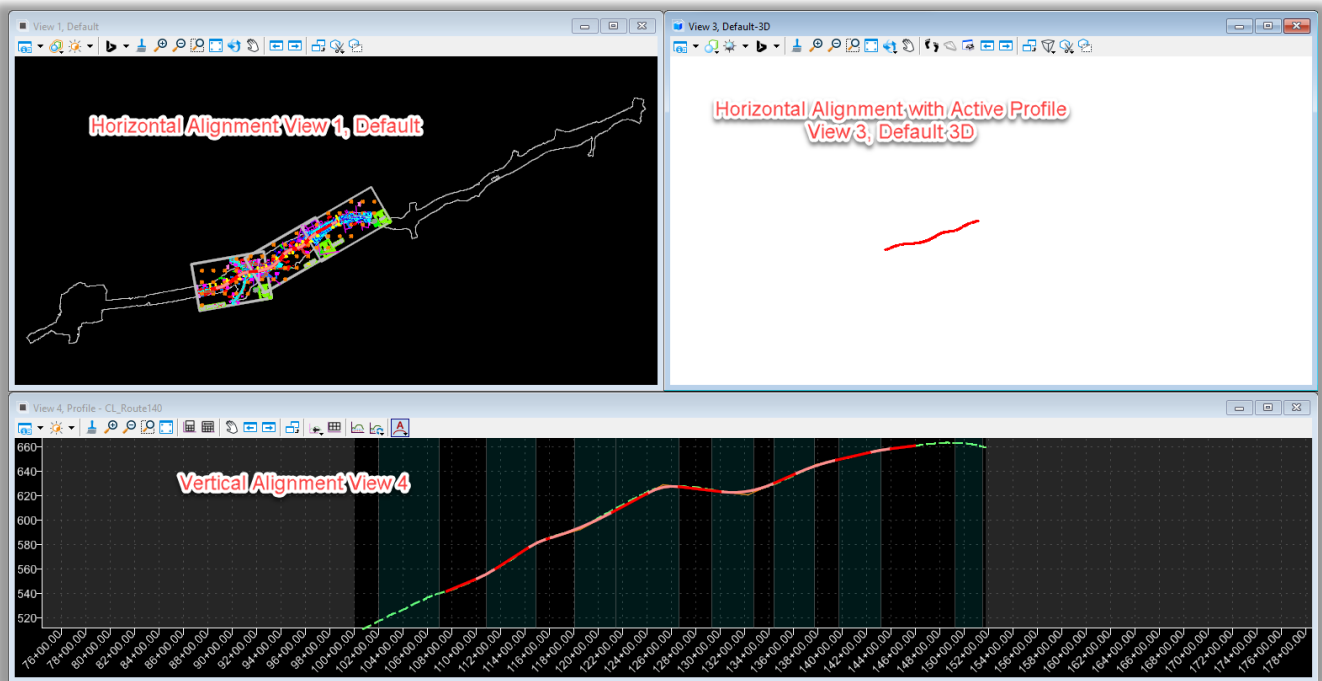 View 1, Default
Horizontal Alignment View 1, Default
View 3, Default-3D
Horizontal Alignment with Active Profile
View 3, Default 3D
View 4, Profile - CL_Route140
Vertical Alignment View 4
660
640
620
600
580
560
540
520
76+00.00 78+00.00 80+00.00 82+00.00 84+00.00 86+00.00 88+00.00 90+00.00 92+00.00 94+00.00 96+00.00 98+00.00 100+00.00 102+00.00 104+00.00 106+00.00 108+00.00 110+00.00 112+00.00 114+00.00 116+00.00 118+00.00 120+00.00 122+00.00 124+00.00 126+00.00 128+00.00 130+00.00 132+00.00 134+00.00 136+00.00 138+00.00 140+00.00 142+00.00 144+00.00 146+00.00 148+00.00 150+00.00 152+00.00 154+00.00 156+00.00 158+00.00 160+00.00 162+00.00 164+00.00 166+00.00 168+00.00 170+00.00 172+00.00 174+00.00 176+00.00 178+00.00